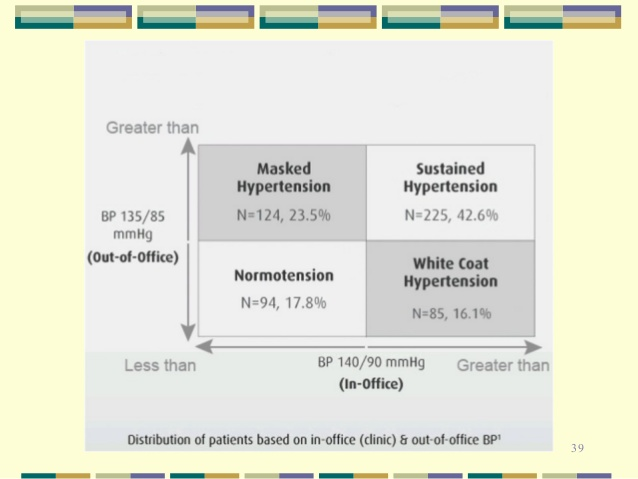 Greater than
Masked
Hypertension
N=124, 23.5%
Sustained
Hypertension
N=225, 42.6%
BP 135/85
mmHg
(Out-of-Office)
Normotension
N=94, 17.8%
White Coat
Hypertension
N=85, 16.1%
Less than
BP 140/90 mmHg
(In-Office)
Greater than
Distribution of patients based on in-office (clinic) & out-of-office BP¹
39